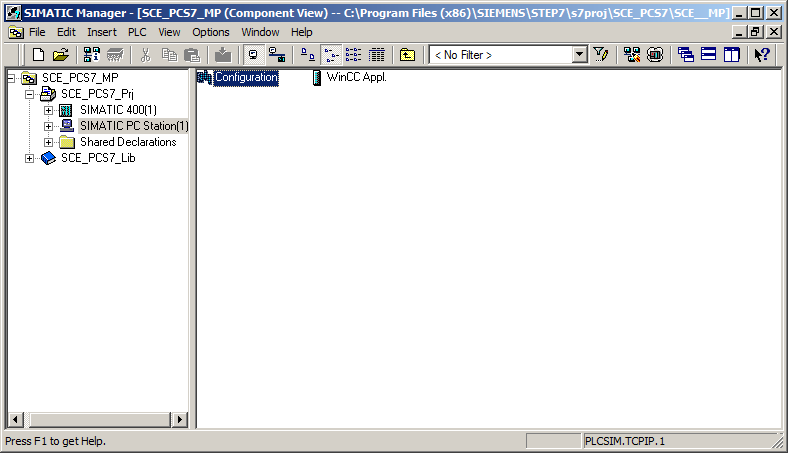 SIMATIC Manager - [SCE_PCS7_MP (Component View) -- C:\Program Files (x86)\SIEMENS\STEP7\s7proj\SCE_PCS7\SCE__MP]
File Edit Insert PLC View Options Window Help
< No Filter >
SCE_PCS7_MP
SCE_PCS7_Prj
SIMATIC 400(1)
SIMATIC PC Station(1)
Shared Declarations
SCE_PCS7_Lib
Configuration
WinCC Appl.
Press F1 to get Help.
PLCSIM.TCPIP.1